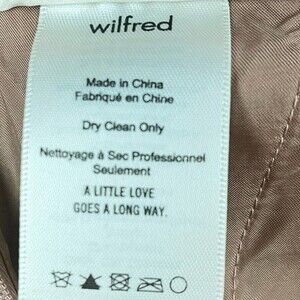 wilfred
Made in China
Fabriqué en Chine
Dry Clean Only
Nettoyage à Sec Professionnel
Seulement
A LITTLE LOVE
GOES A LONG WAY.